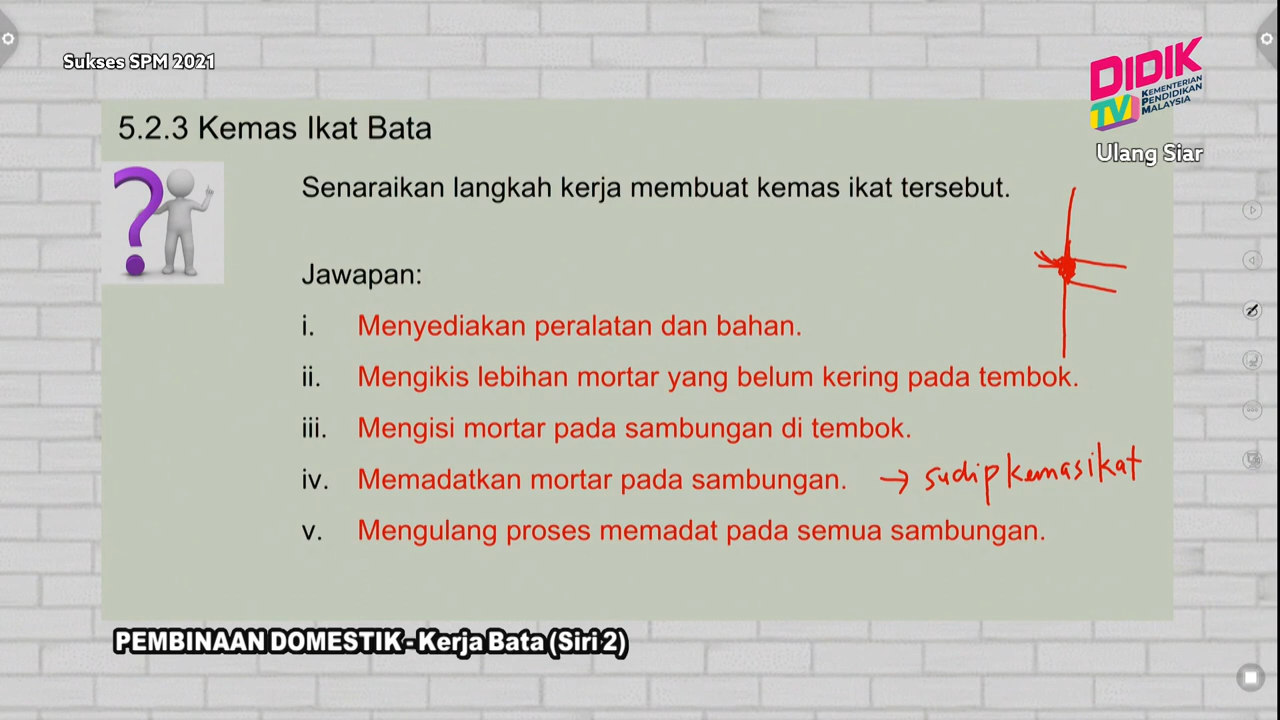 Sukses SPM 2021
DIDIK
TV
KEMENTERIAN
PENDIDIKAN
MALAYSIA
Ulang Siar
5.2.3 Kemas Ikat Bata
Senaraikan langkah kerja membuat kemas ikat tersebut.
Jawapan:
i. Menyediakan peralatan dan bahan.
ii. Mengikis lebihan mortar yang belum kering pada tembok.
iii. Mengisi mortar pada sambungan di tembok.
iv. Memadatkan mortar pada sambungan. → sudip kemas ikat
v. Mengulang proses memadat pada semua sambungan.
PEMBINAAN DOMESTIK - Kerja Bata (Siri 2)